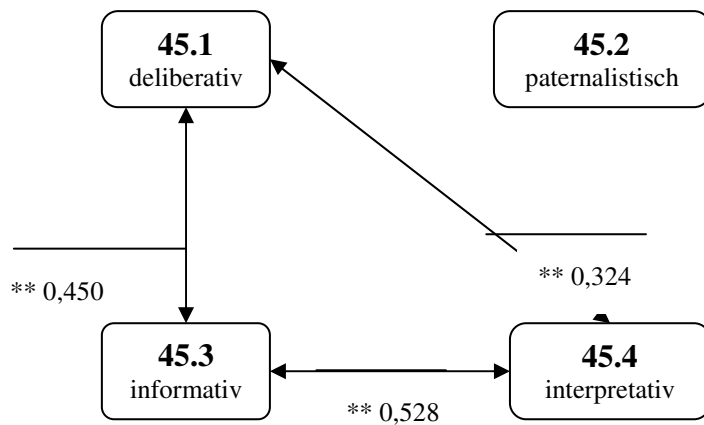 45.1
deliberativ
45.2
paternalistisch
** 0,450
** 0,324
45.3
informativ
45.4
interpretativ
** 0,528